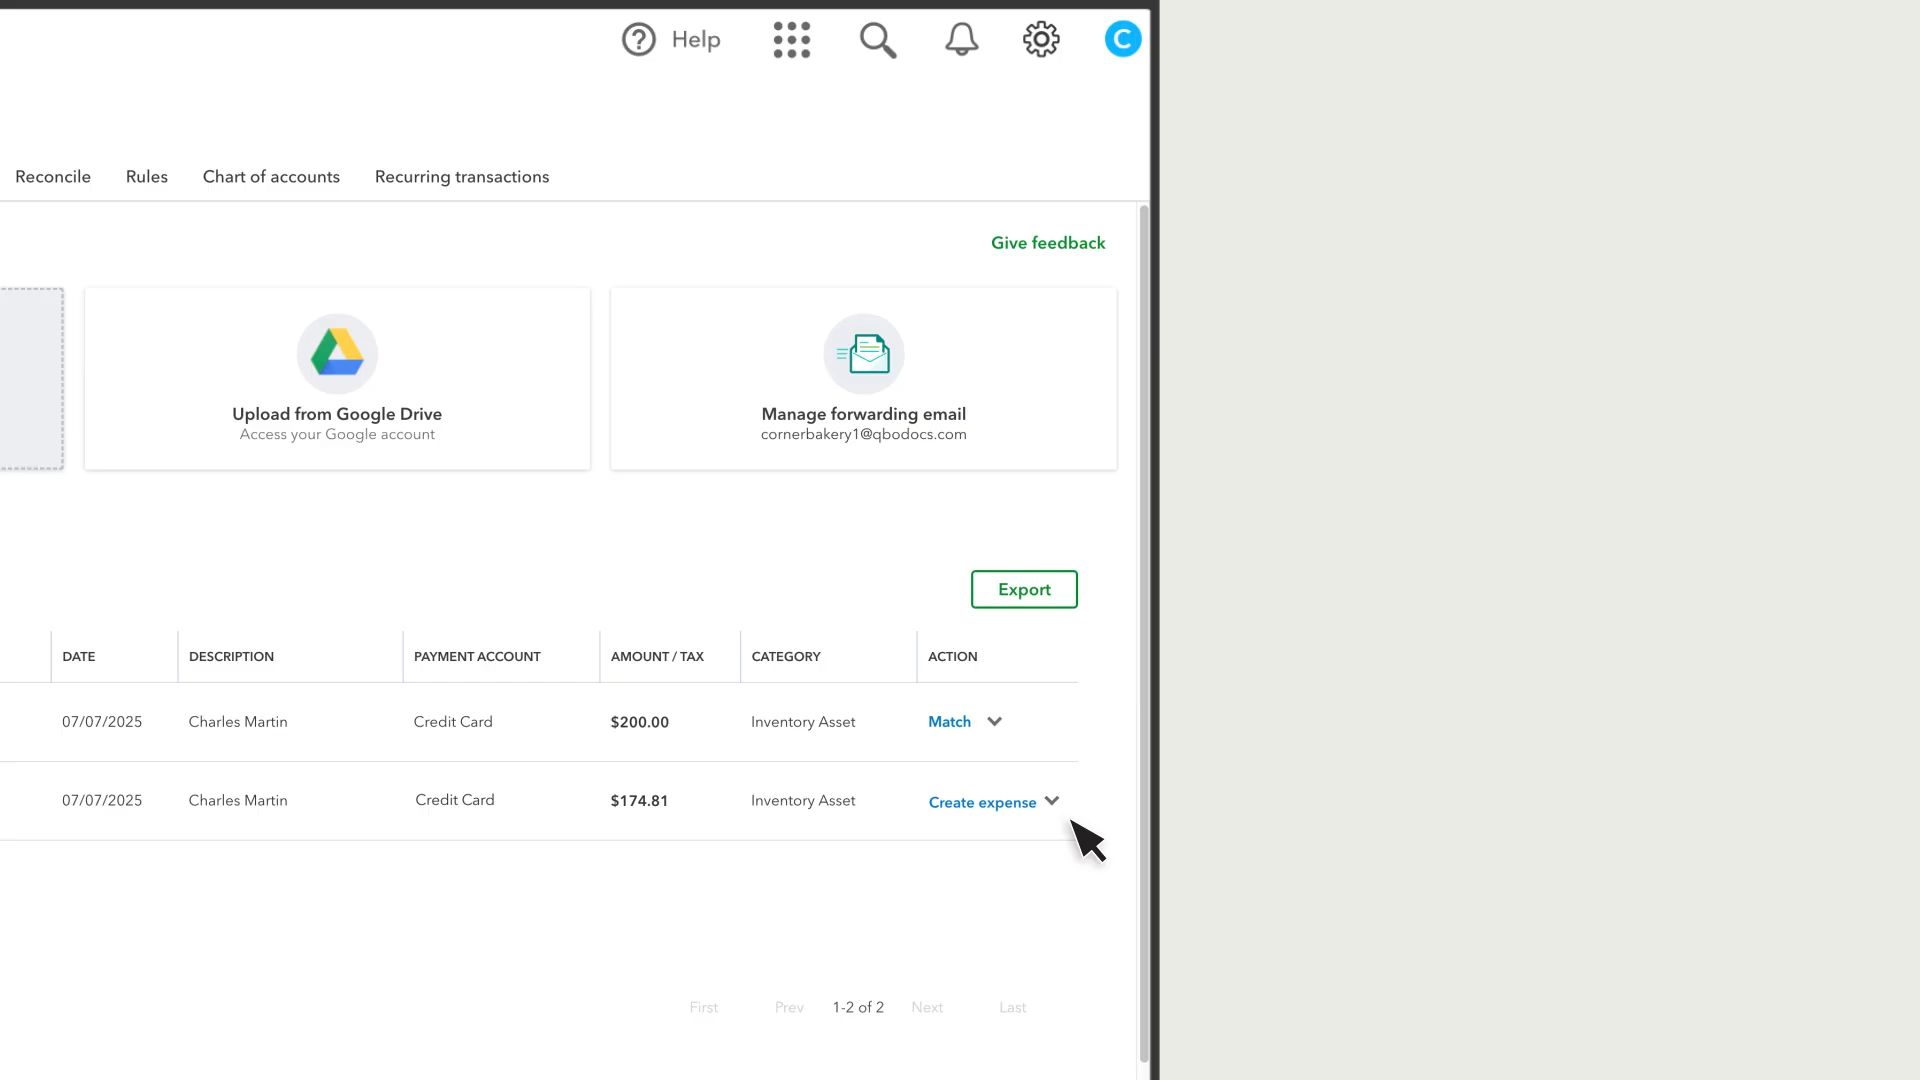 ? Help
C
Reconcile Rules Chart of accounts Recurring transactions
Give feedback
Upload from Google Drive
Access your Google account
Manage forwarding email
cornerbakery1@qbodocs.com
Export
DATE DESCRIPTION PAYMENT ACCOUNT AMOUNT / TAX CATEGORY ACTION
07/07/2025 Charles Martin Credit Card $200.00 Inventory Asset Match
07/07/2025 Charles Martin Credit Card $174.81 Inventory Asset Create expense
First Prev 1-2 of 2 Next Last